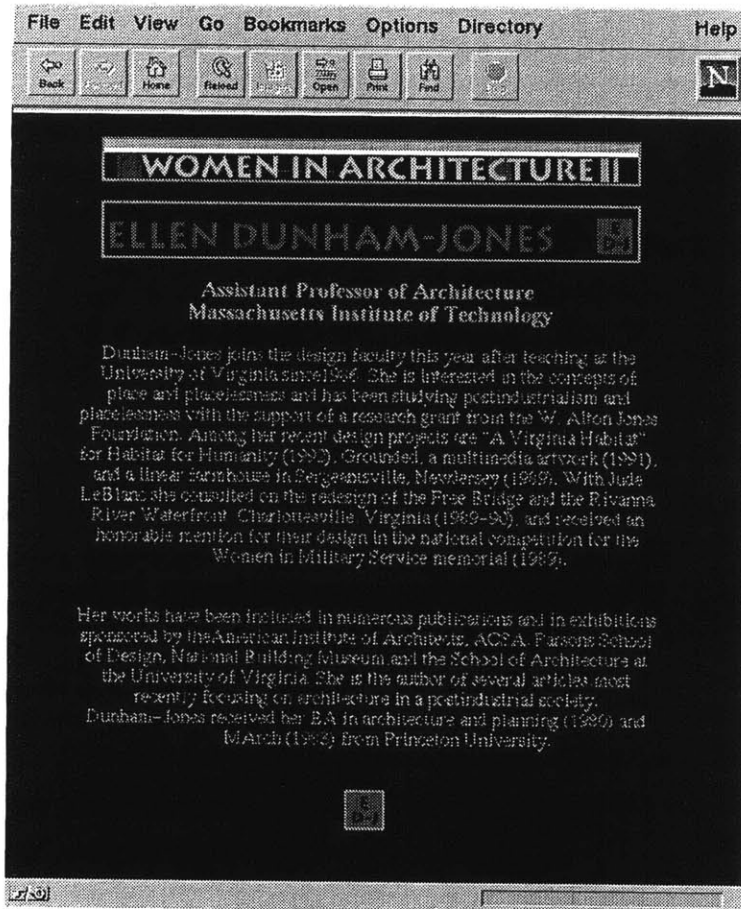 File Edit View Go Bookmarks Options Directory Help
Back Home Reload Open Print Find
N
WOMEN IN ARCHITECTURE II
ELLEN DUNHAM-JONES
E
D-J
Assistant Professor of Architecture
Massachusetts Institute of Technology
Dunham-Jones joins the design faculty this year after teaching at the
University of Virginia since1986. She is interested in the concepts of
place and placelessness and has been studying postindustrialism and
placelessness with the support of a research grant from the W. Alton Jones
Foundation. Among her recent design projects are "A Virginia Habitat"
for Habitat for Humanity (1992), Grounded, a multimedia artwork (1991),
and a linear farmhouse in Sergeantsville, NewJersey (1989). With Jude
LeBlanc she consulted on the redesign of the Free Bridge and the Rivanna
River Waterfront, Charlottesville, Virginia (1989-90), and received an
honorable mention for their design in the national competition for the
Women in Military Service memorial (1989).
Her works have been included in numerous publications and in exhibitions
sponsored by theAmerican Institute of Architects, ACSA, Parsons School
of Design, National Building Museum and the School of Architecture at
the University of Virginia. She is the author of several articles most
recently focusing on architecture in a postindustrial society.
Dunham-Jones received her BA in architecture and planning (1980) and
MArch (1983) from Princeton University.
E
D-J